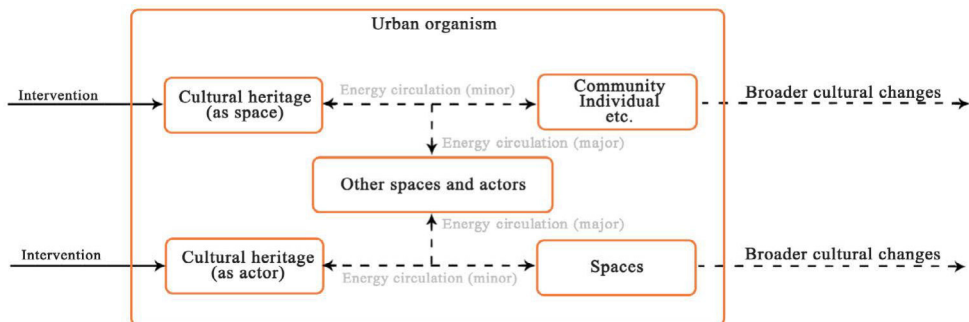 Urban organism
Intervention
Cultural heritage
(as space)
Energy circulation (minor)
Community
Individual
etc.
Broader cultural changes
Energy circulation (major)
Other spaces and actors
Energy circulation (major)
Intervention
Cultural heritage
(as actor)
Energy circulation (minor)
Spaces
Broader cultural changes